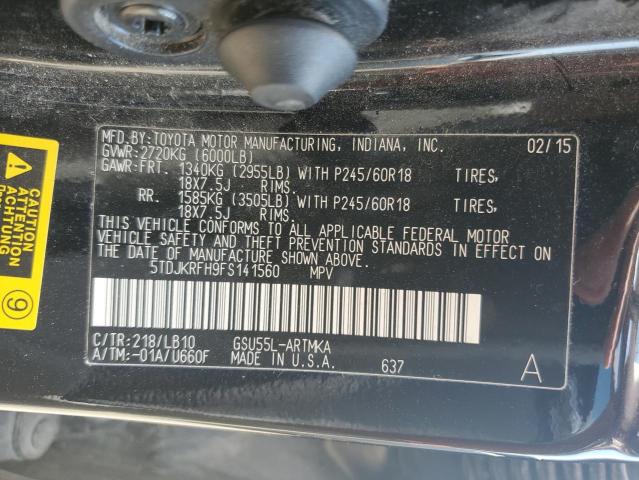 MFD.BY:TOYOTA MOTOR MANUFACTURING, INDIANA, INC. 02/15
GVWR:2720KG (6000LB)
GAWR:FRT. 1340KG (2955LB) WITH P245/60R18 TIRES,
18X7.5J RIMS.
RR. 1585KG (3505LB) WITH P245/60R18 TIRES,
18X7.5J RIMS.
THIS VEHICLE CONFORMS TO ALL APPLICABLE FEDERAL MOTOR
VEHICLE SAFETY AND THEFT PREVENTION STANDARDS IN EFFECT ON
THE DATE OF MANUFACTURE SHOWN ABOVE.
5TDJKRFH9FS141560 MPV
C/TR:218/LB10 GSU55L-ARTMKA
A/TM:-01A/U660F MADE IN U.S.A. 637 A
CAUTION
ATTENTION
ACHTUNG
9